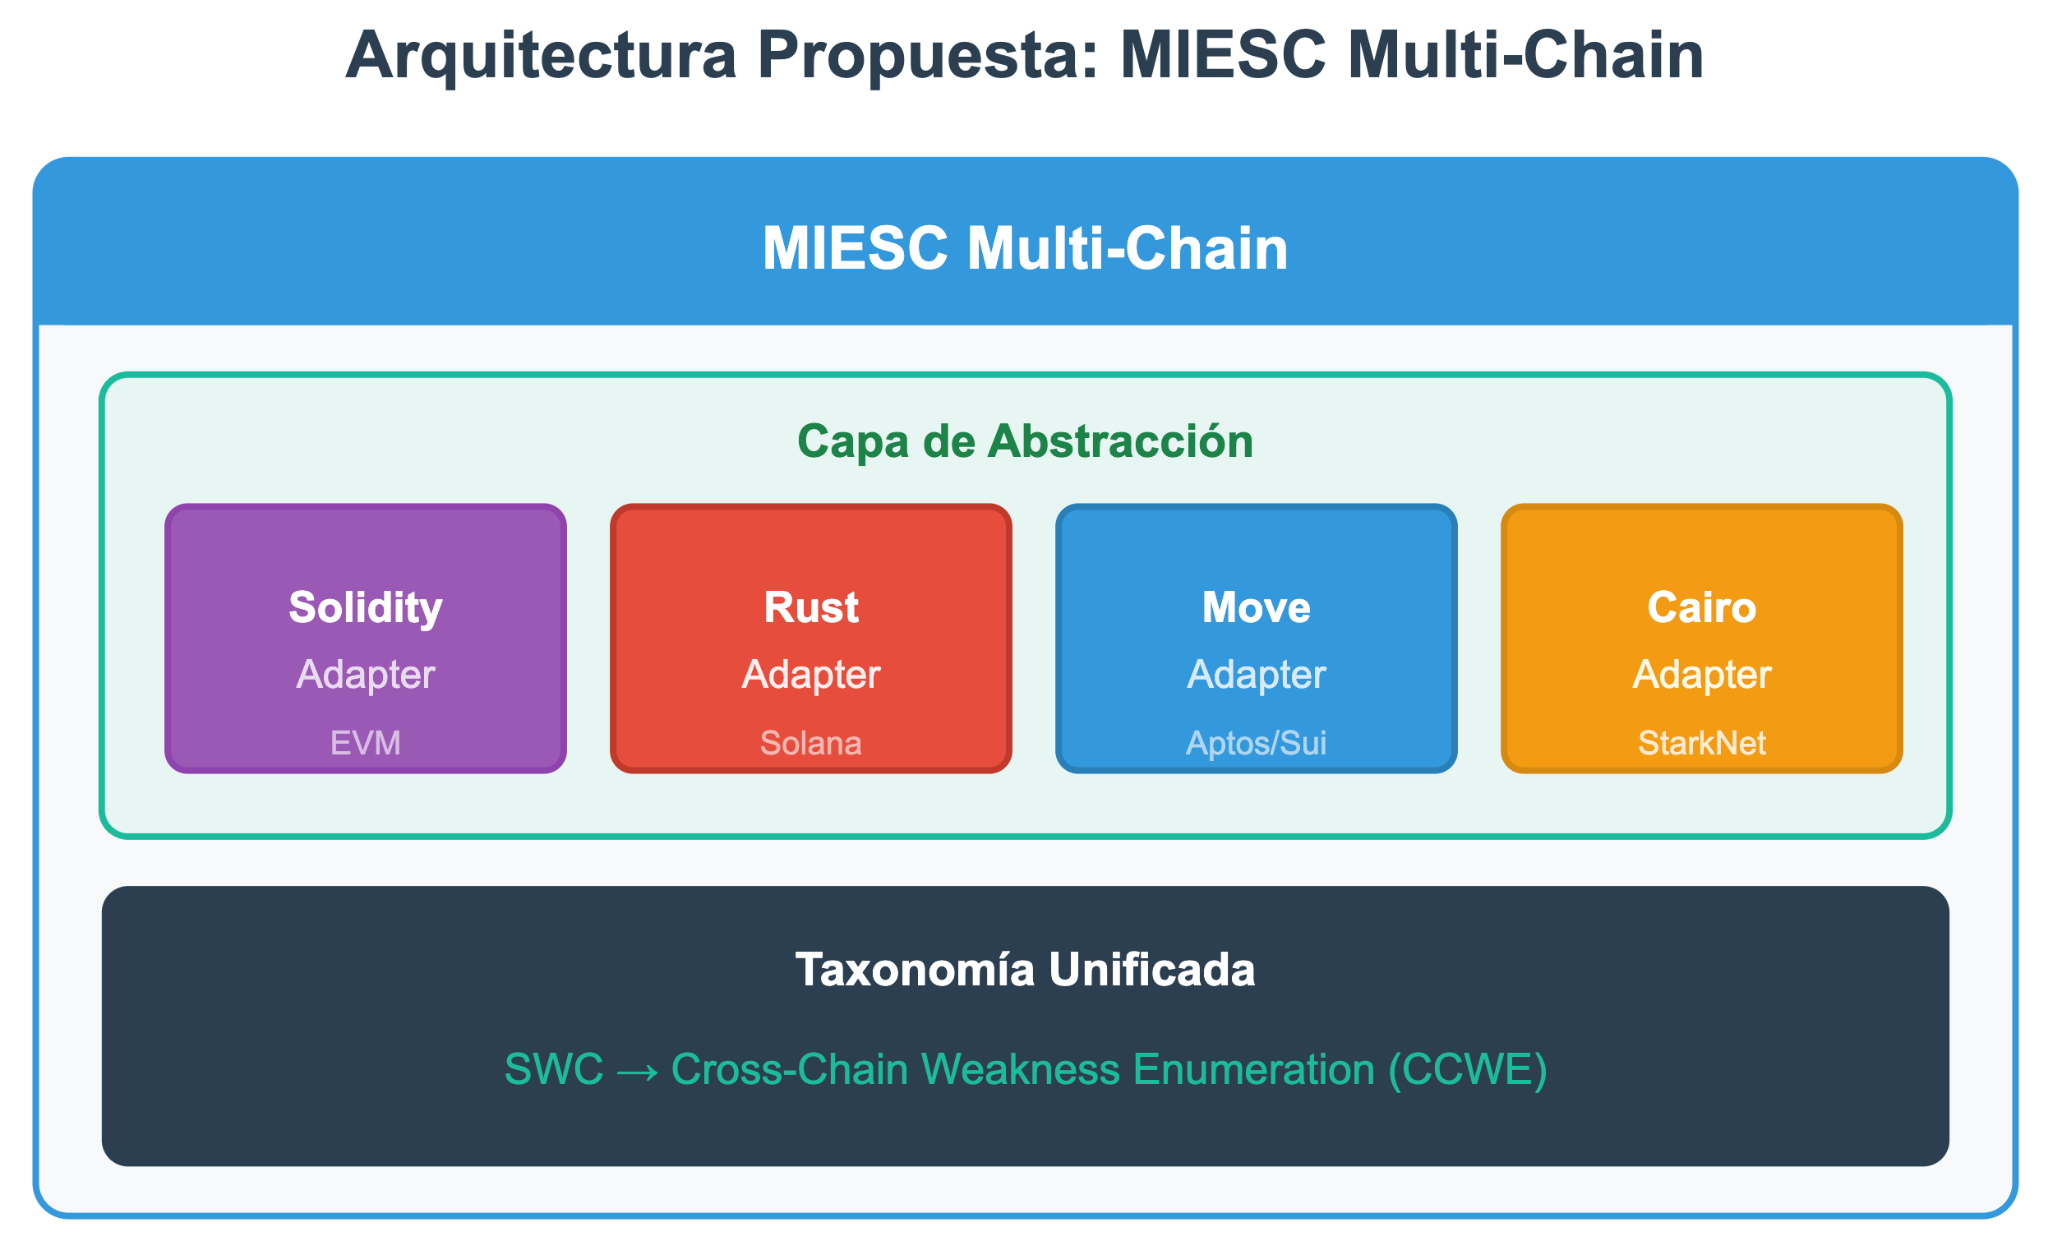 Arquitectura Propuesta: MIESC Multi-Chain
MIESC Multi-Chain
Capa de Abstracción
Solidity
Adapter
EVM
Rust
Adapter
Solana
Move
Adapter
Aptos/Sui
Cairo
Adapter
StarkNet
Taxonomía Unificada
SWC → Cross-Chain Weakness Enumeration (CCWE)